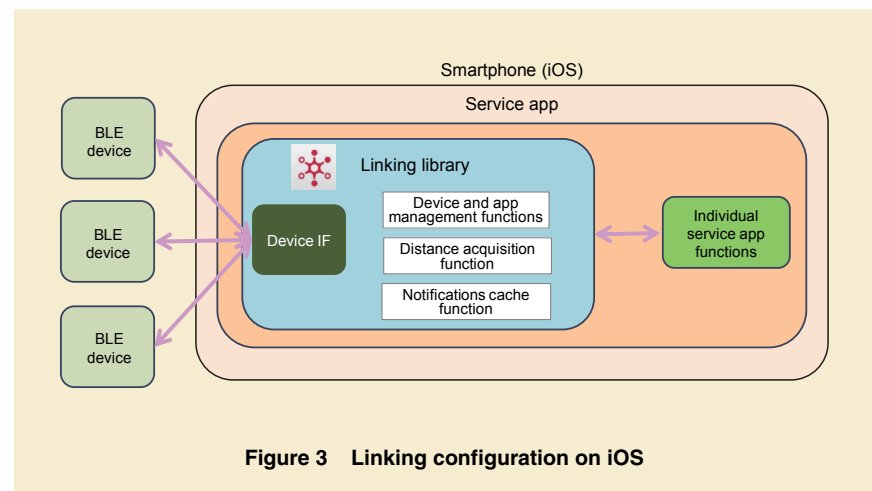 Smartphone (iOS)
Service app
BLE
device
BLE
device
BLE
device
Linking library
Device IF
Device and app
management functions
Distance acquisition
function
Notifications cache
function
Individual
service app
functions
Figure 3 Linking configuration on iOS